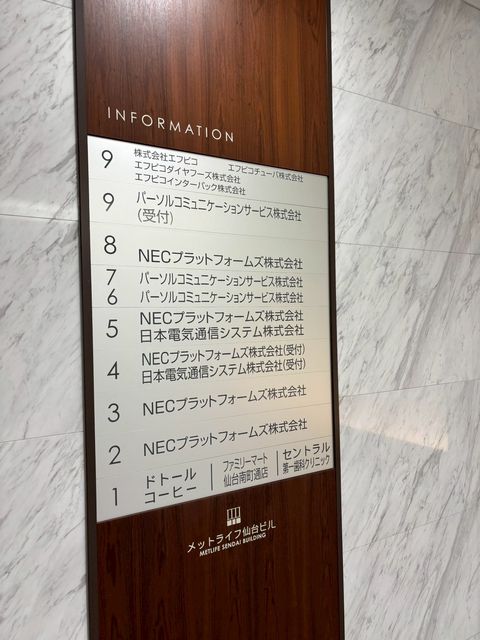 INFORMATION
9 株式会社エフピコ エフピコチューパ株式会社
エフピコダイヤフーズ株式会社
エフピコインターパック株式会社
9 パーソルコミュニケーションサービス株式会社
(受付)
8 NECプラットフォームズ株式会社
7 パーソルコミュニケーションサービス株式会社
6 パーソルコミュニケーションサービス株式会社
5 NECプラットフォームズ株式会社
日本電気通信システム株式会社
4 NECプラットフォームズ株式会社(受付)
日本電気通信システム株式会社(受付)
3 NECプラットフォームズ株式会社
2 NECプラットフォームズ株式会社
1 ドトール ファミリーマート セントラル
コーヒー 仙台南町通店 第一歯科クリニック
メットライフ仙台ビル
METLIFE SENDAI BUILDING